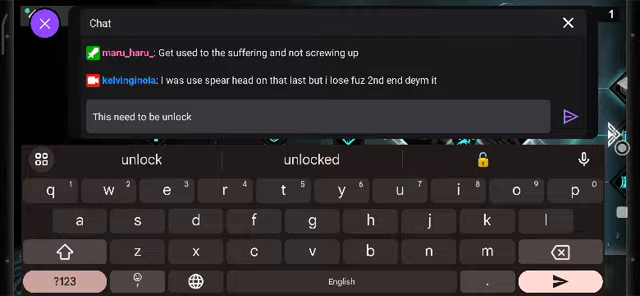 1
Chat
maru_haru_: Get used to the suffering and not screwing up
kelvinginola: I was use spear head on that last but i lose fuz 2nd end deym it
This need to be unlock
unlock unlocked
q 1 w 2 e 3 r 4 t 5 y 6 u 7 i 8 o 9 p 0
a s d f g h j k l
z x c v b n m
?123 , English .